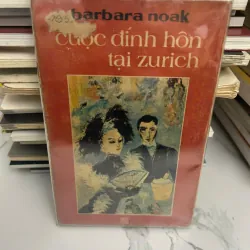 barbara noak
cuộc đính hôn
tại zurich